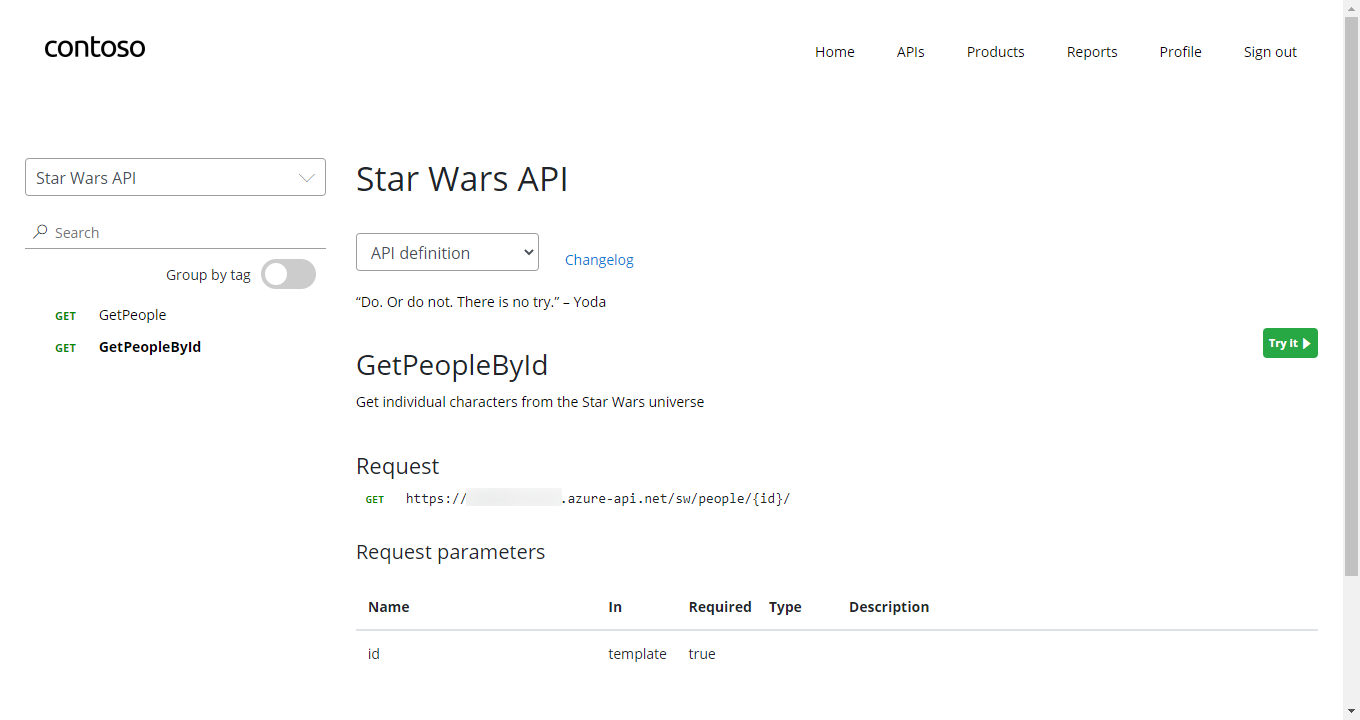 contoso
Home APIs Products Reports Profile Sign out
Star Wars API
Search
Group by tag
GET GetPeople
GET GetPeopleById
Star Wars API
API definition Changelog
“Do. Or do not. There is no try.” – Yoda
Try it
GetPeopleById
Get individual characters from the Star Wars universe
Request
GET https:// .azure-api.net/sw/people/{id}/
Request parameters
Name In Required Type Description
id template true